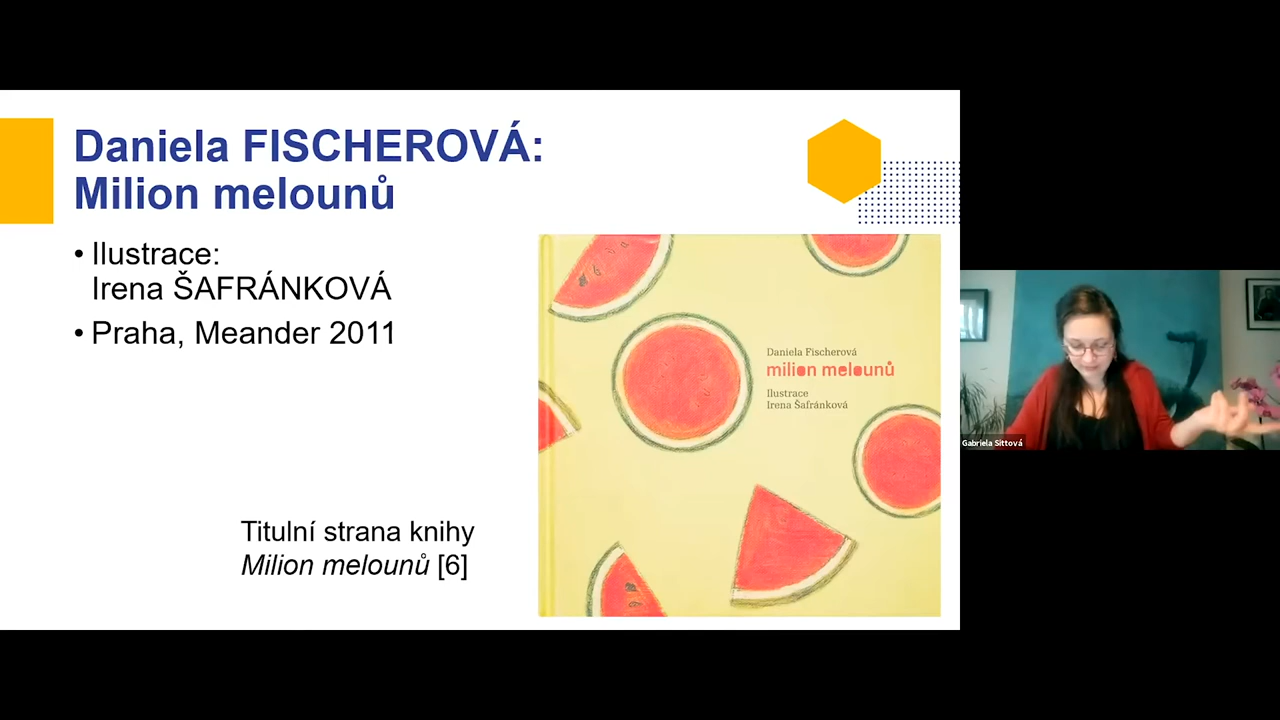 Daniela FISCHEROVÁ:
Milion melounů
• Ilustrace:
Irena ŠAFRÁNKOVÁ
• Praha, Meander 2011
Titulní strana knihy
Milion melounů [6]
Daniela Fischerová
milion melounů
Ilustrace
Irena Šafránková
Gabriela Sittová